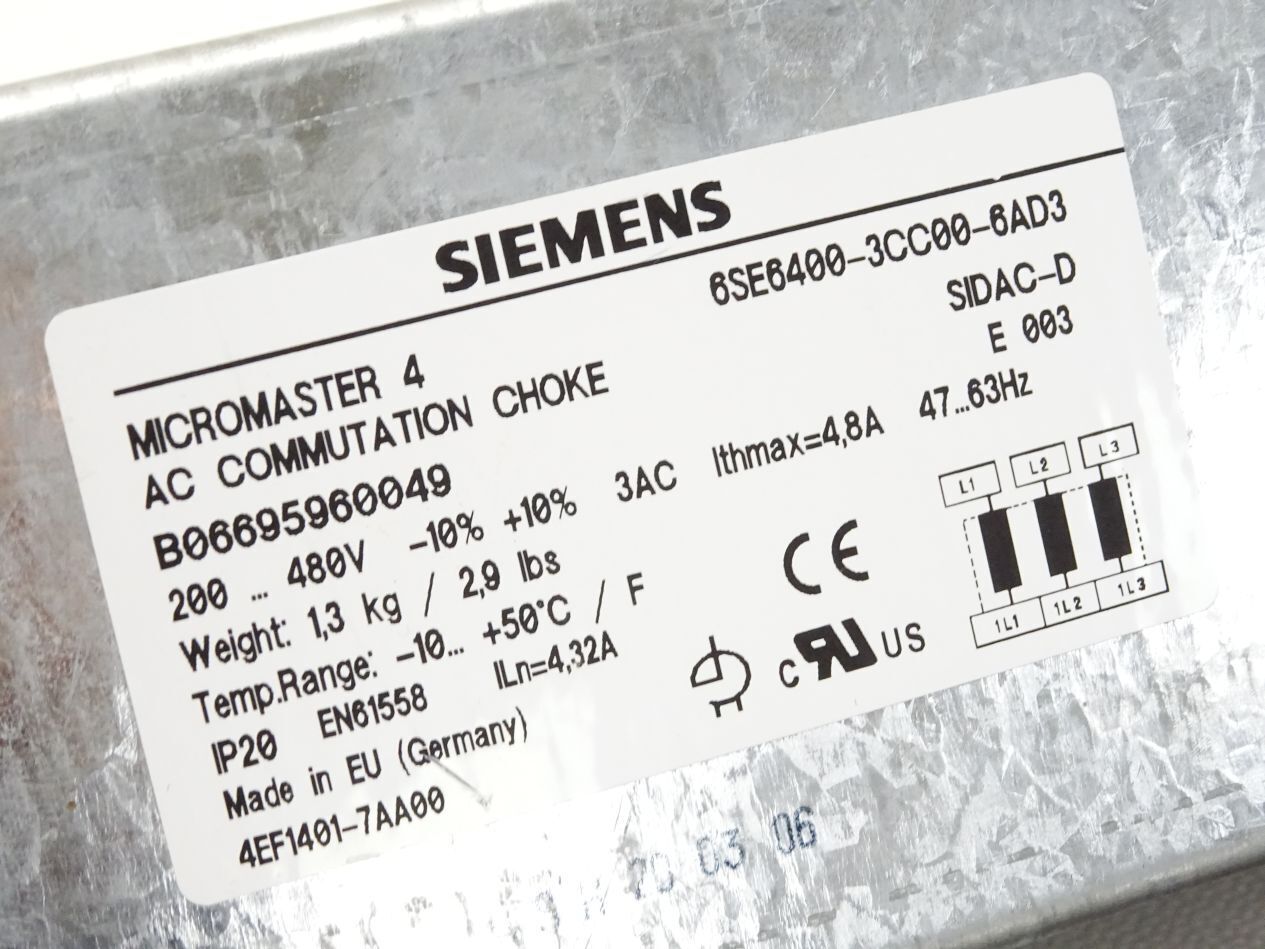 SIEMENS
6SE6400-3CC00-6AD3
SIDAC-D
E 003
MICROMASTER 4
AC COMMUTATION CHOKE
B06695960049
200 ... 480V -10% +10% 3AC Ithmax=4,8A 47...63Hz
Weight: 1,3 kg / 2,9 lbs
Temp.Range: -10... +50°C / F
IP20 EN61558 ILn=4,32A
Made in EU (Germany)
4EF1401-7AA00
CE
c RU US
L1 L2 L3
1L1 1L2 1L3
03 06